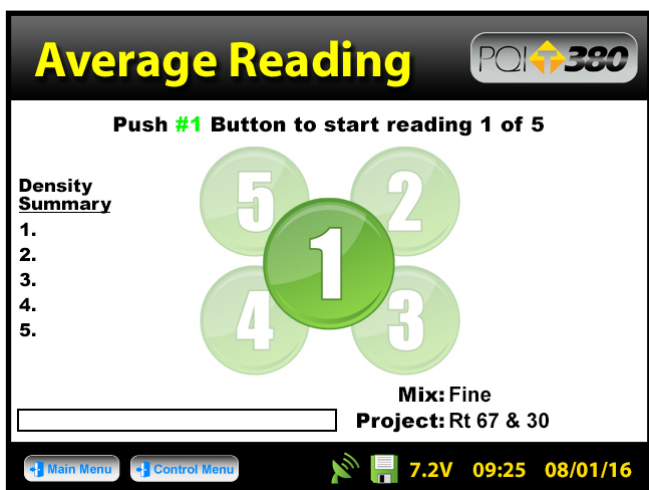 Average Reading
PQI T 380
Push #1 Button to start reading 1 of 5
Density
Summary
1.
2.
3.
4.
5.
5
2
1
4
3
Mix: Fine
Project: Rt 67 & 30
Main Menu
Control Menu
7.2V 09:25 08/01/16